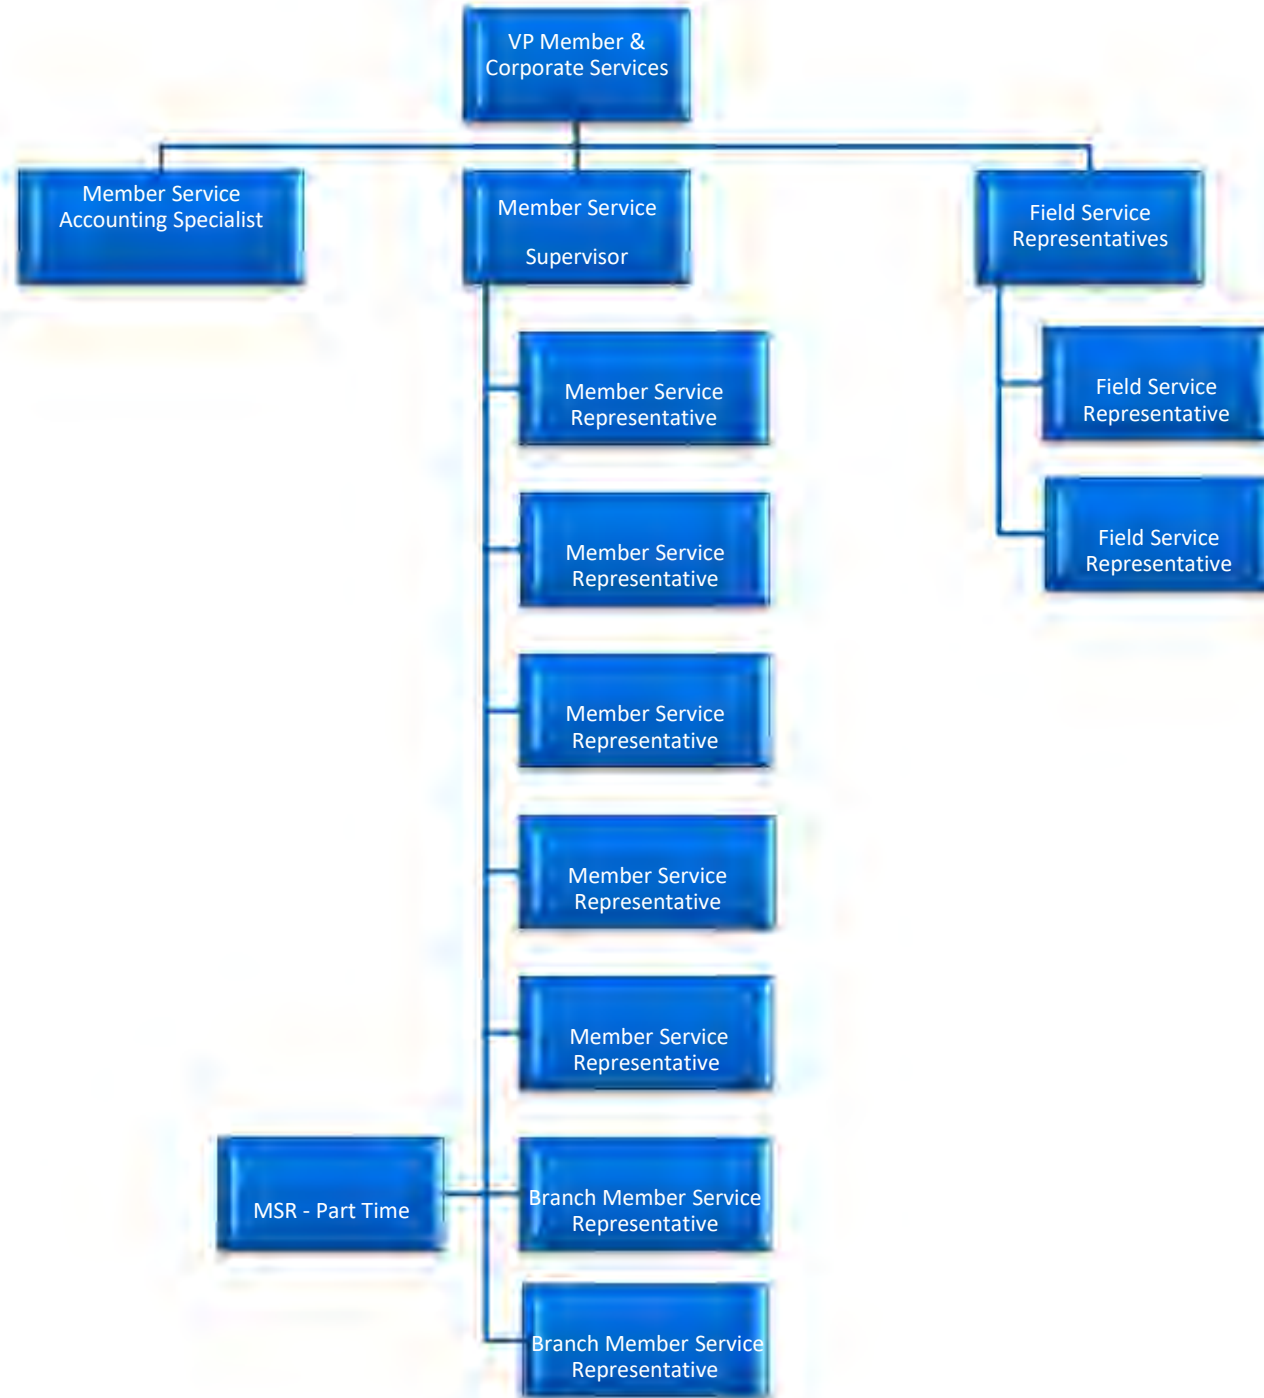 VP Member &
Corporate Services
Member Service
Accounting Specialist
Member Service
Supervisor
Field Service
Representatives
Member Service
Representative
Field Service
Representative
Member Service
Representative
Field Service
Representative
Member Service
Representative
Member Service
Representative
Member Service
Representative
MSR - Part Time
Branch Member Service
Representative
Branch Member Service
Representative